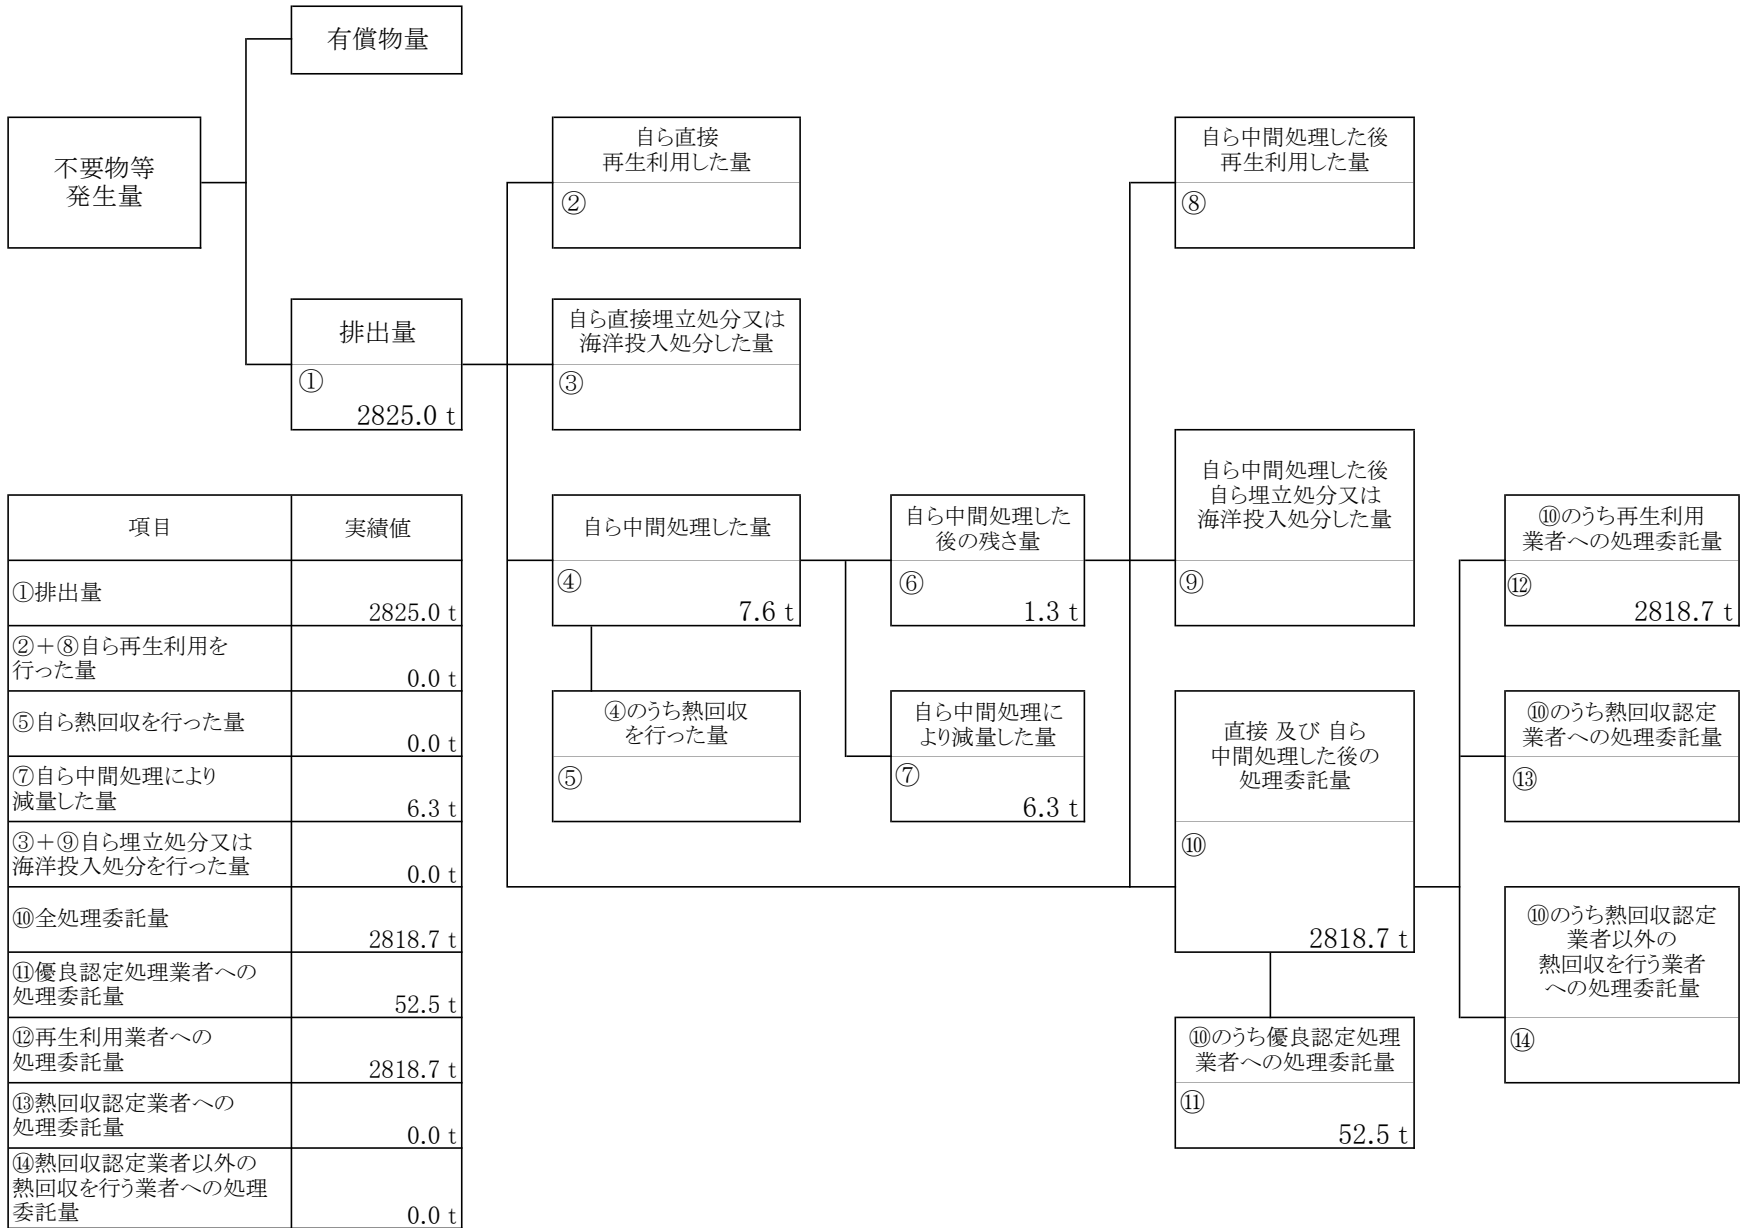 有償物量
不要物等
発生量
自ら直接
再生利用した量
②
自ら中間処理した後
再生利用した量
⑧
排出量
①
2825.0 t
自ら直接埋立処分又は
海洋投入処分した量
③
自ら中間処理した量
④
7.6 t
自ら中間処理した
後の残さ量
⑥
1.3 t
自ら中間処理した後
自ら埋立処分又は
海洋投入処分した量
⑨
⑩のうち再生利用
業者への処理委託量
⑫
2818.7 t
④のうち熱回収
を行った量
⑤
自ら中間処理に
より減量した量
⑦
6.3 t
直接 及び 自ら
中間処理した後の
処理委託量
⑩
2818.7 t
⑩のうち熱回収認定
業者への処理委託量
⑬
⑩のうち熱回収認定
業者以外の
熱回収を行う業者
への処理委託量
⑭
⑩のうち優良認定処理
業者への処理委託量
⑪
52.5 t
項目 実績値
①排出量
2825.0 t
②+⑧自ら再生利用を
行った量
0.0 t
⑤自ら熱回収を行った量
0.0 t
⑦自ら中間処理により
減量した量
6.3 t
③+⑨自ら埋立処分又は
海洋投入処分を行った量
0.0 t
⑩全処理委託量
2818.7 t
⑪優良認定処理業者への
処理委託量
52.5 t
⑫再生利用業者への
処理委託量
2818.7 t
⑬熱回収認定業者への
処理委託量
0.0 t
⑭熱回収認定業者以外の
熱回収を行う業者への処理
委託量
0.0 t